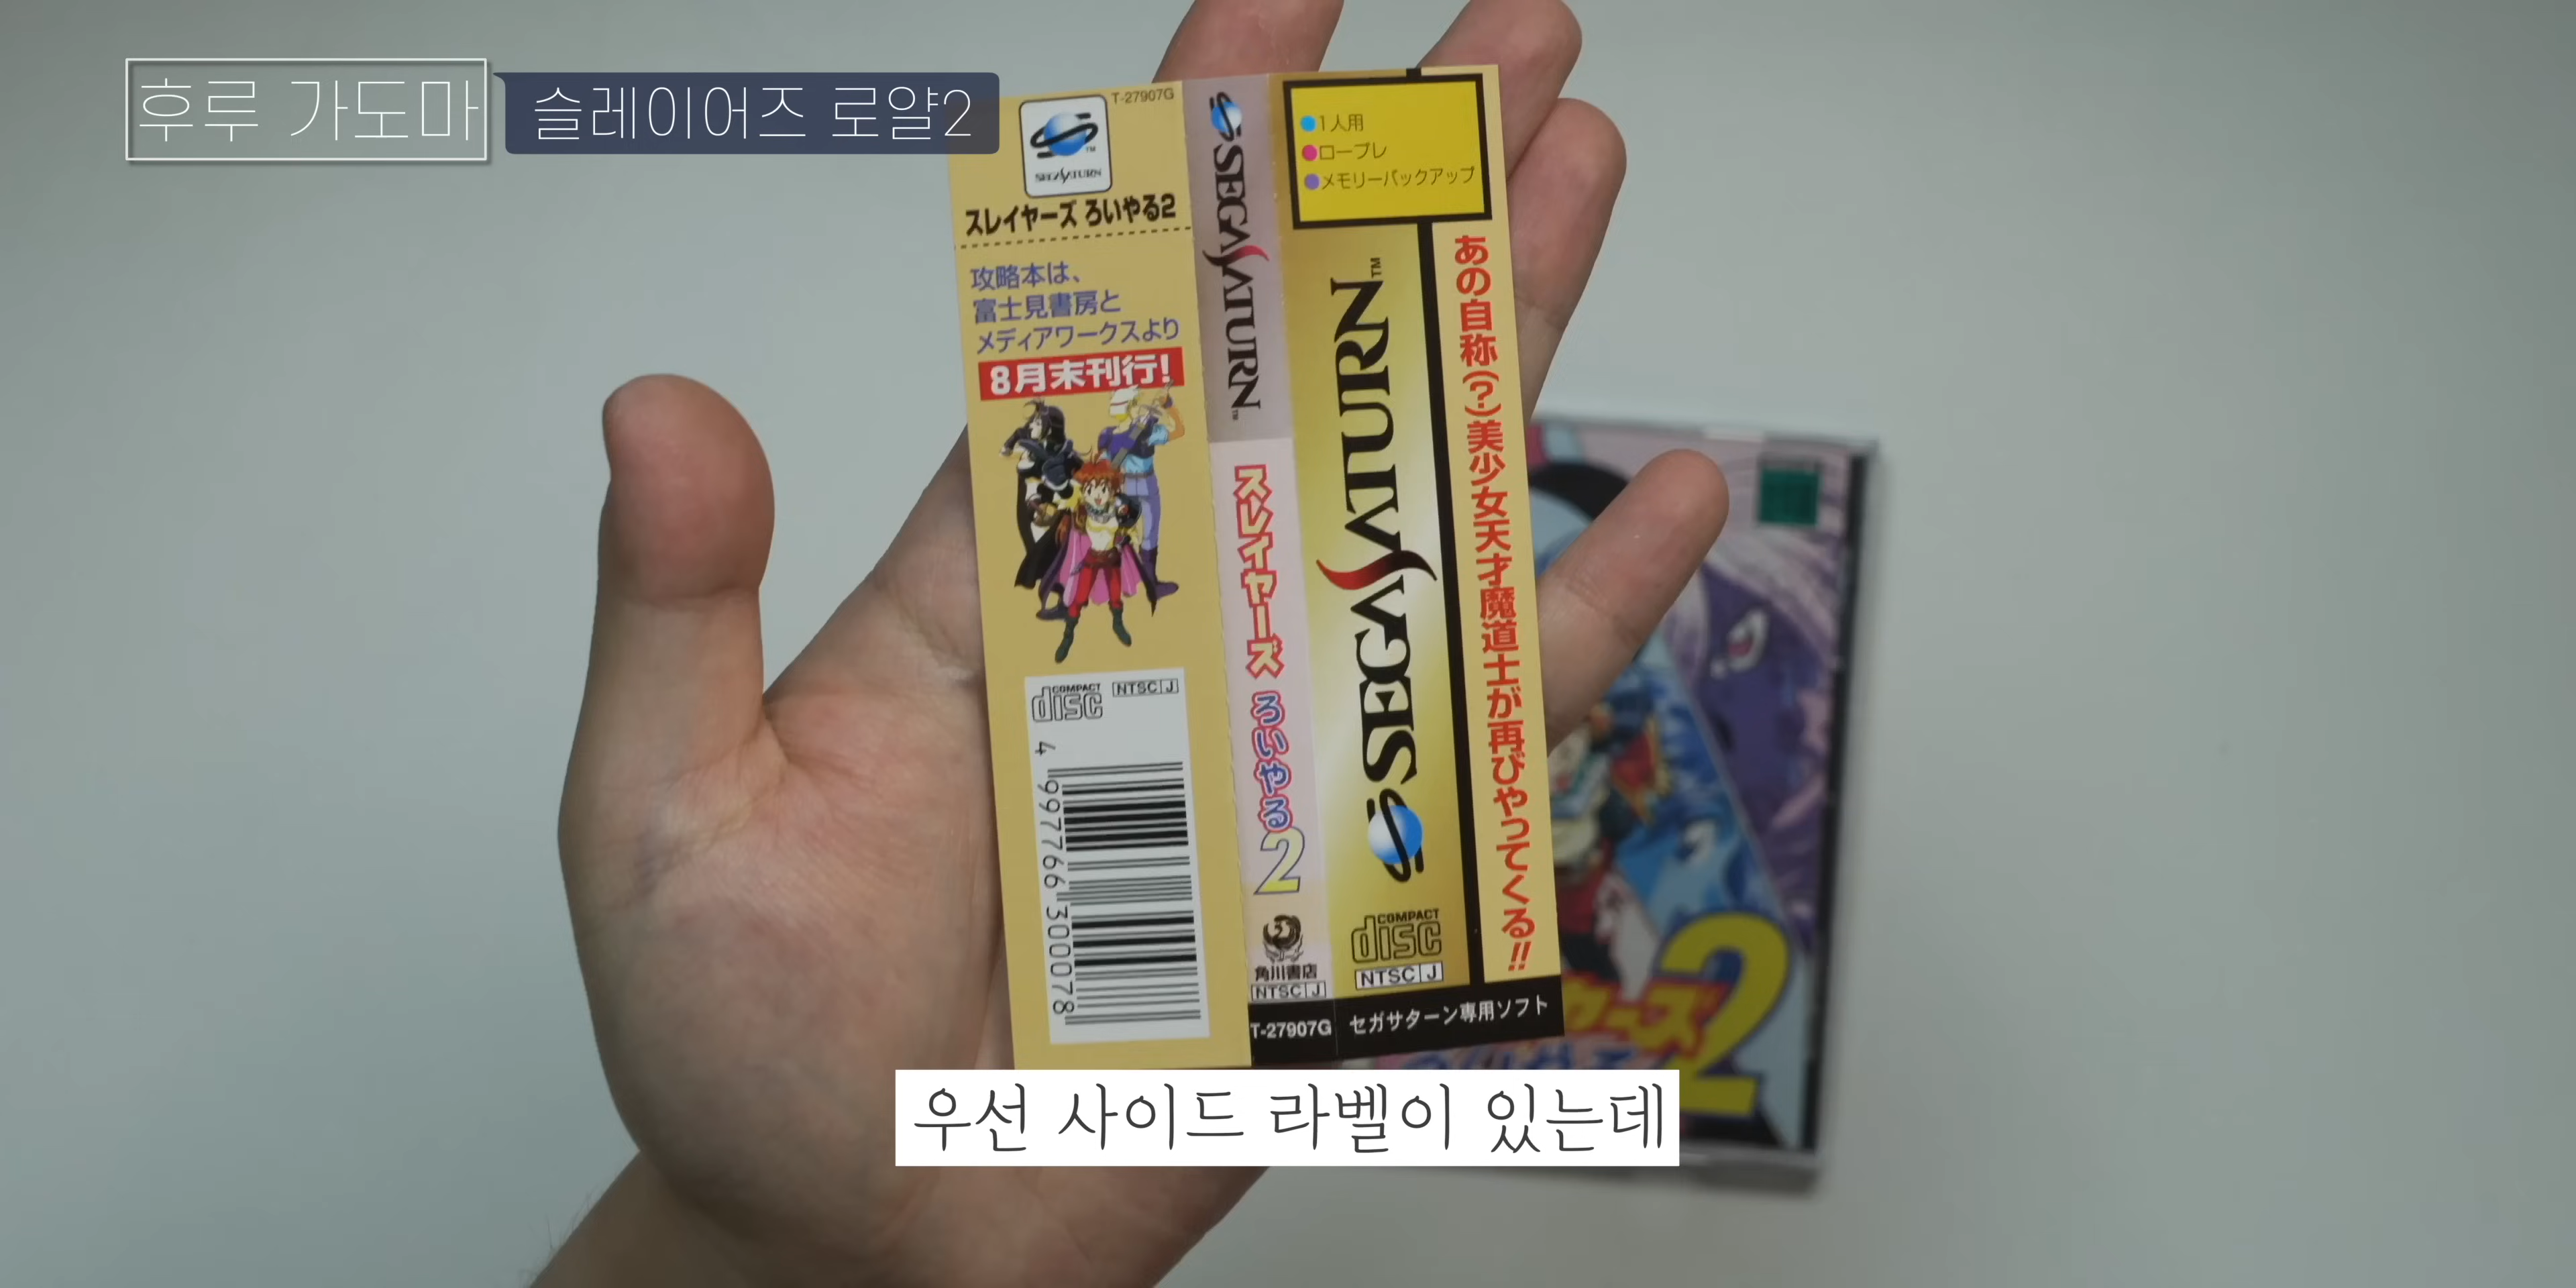 후루 가도마
슬레이어즈 로얄2
T-27907G
SEGA SATURN
スレイヤーズ ろいやる2
攻略本は、
富士見書房と
メディアワークスより
8月末刊行!
COMPACT
disc
NTSC J
4 997766 300078
SEGA SATURN™
スレイヤーズ ろいやる2
角川書店
NTSC J
T-27907G
1人用
ロープレ
メモリーバックアップ
SEGA SATURN™
COMPACT
disc
NTSC J
あの自称(?)美少女天才魔道士が再びやってくる!!
セガサターン専用ソフト
2
우선 사이드 라벨이 있는데